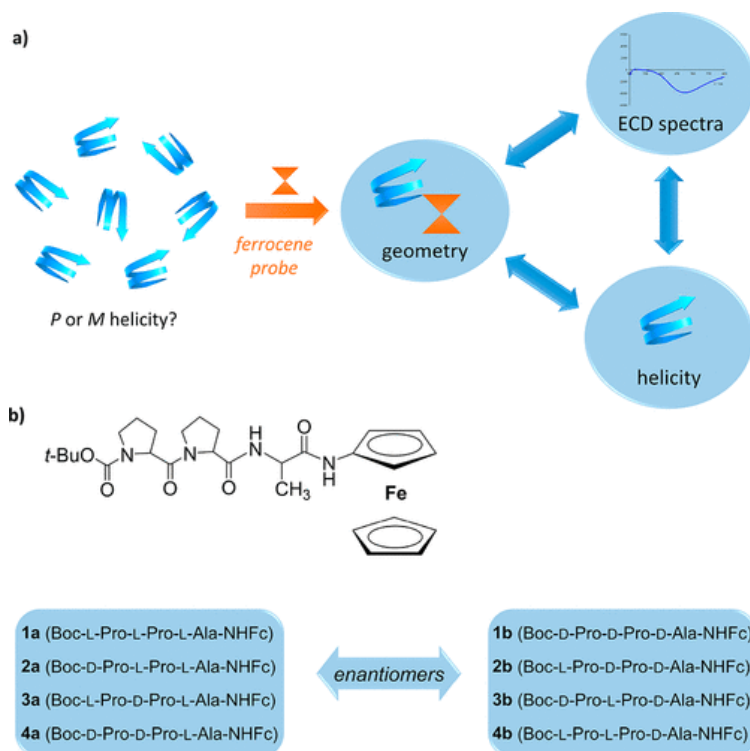 a)
ECD spectra
ferrocene
probe
geometry
P or M helicity?
helicity
b)
O
H
N
t-BuO
N
N
N
H
O
O
O
CH3
Fe
1a (Boc-L-Pro-L-Pro-L-Ala-NHFc)
2a (Boc-D-Pro-L-Pro-L-Ala-NHFc)
3a (Boc-L-Pro-D-Pro-L-Ala-NHFc)
4a (Boc-D-Pro-D-Pro-L-Ala-NHFc)
enantiomers
1b (Boc-D-Pro-D-Pro-D-Ala-NHFc)
2b (Boc-L-Pro-D-Pro-D-Ala-NHFc)
3b (Boc-D-Pro-L-Pro-D-Ala-NHFc)
4b (Boc-L-Pro-L-Pro-D-Ala-NHFc)